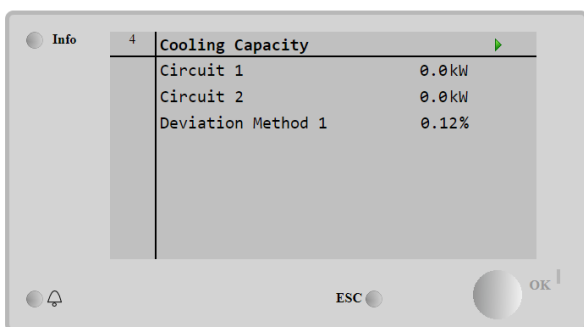 Info
4 Cooling Capacity
Circuit 1 0.0kW
Circuit 2 0.0kW
Deviation Method 1 0.12%
ESC OK